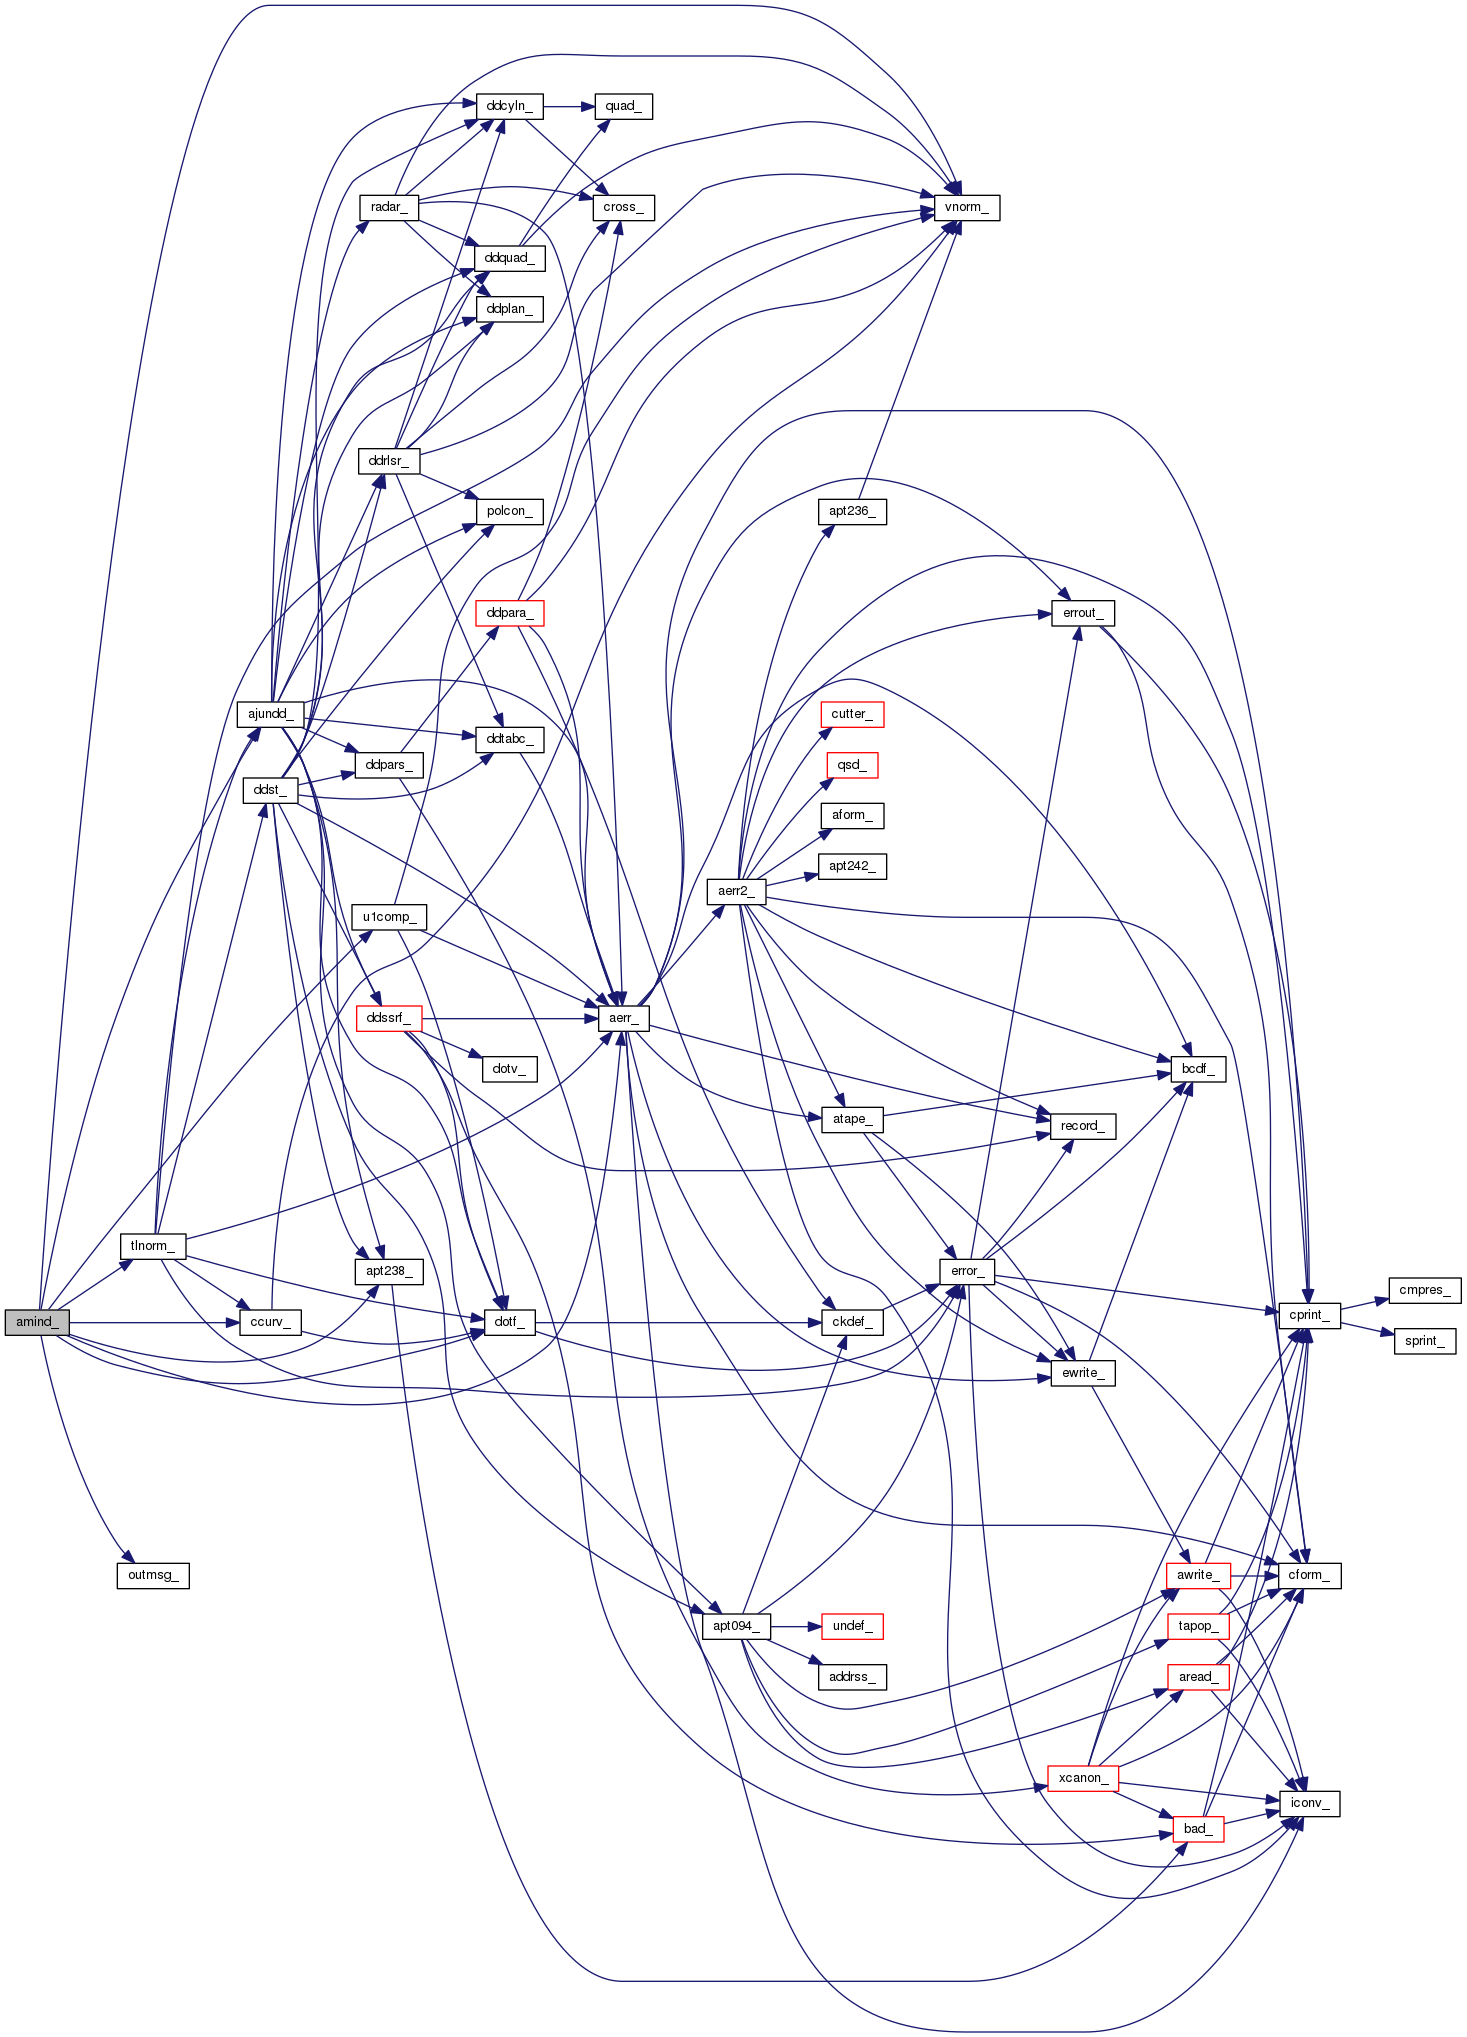 ddcyln_
quad_
radar_
cross_
vnorm_
ddquad_
ddplan_
ddrlsr_
polcon_
apt236_
ddpara_
errout_
ajundd_
cutter_
ddtabc_
ddpars_
qsd_
ddst_
aform_
apt242_
aerr2_
u1comp_
ddssrf_
aerr_
dotv_
bcdf_
atape_
record_
tlnorm_
apt238_
error_
cmpres_
amind_
ccurv_
dotf_
ckdef_
cprint_
sprint_
ewrite_
outmsg_
awrite_
cform_
apt094_
undef_
tapop_
addrss_
aread_
xcanon_
iconv_
bad_